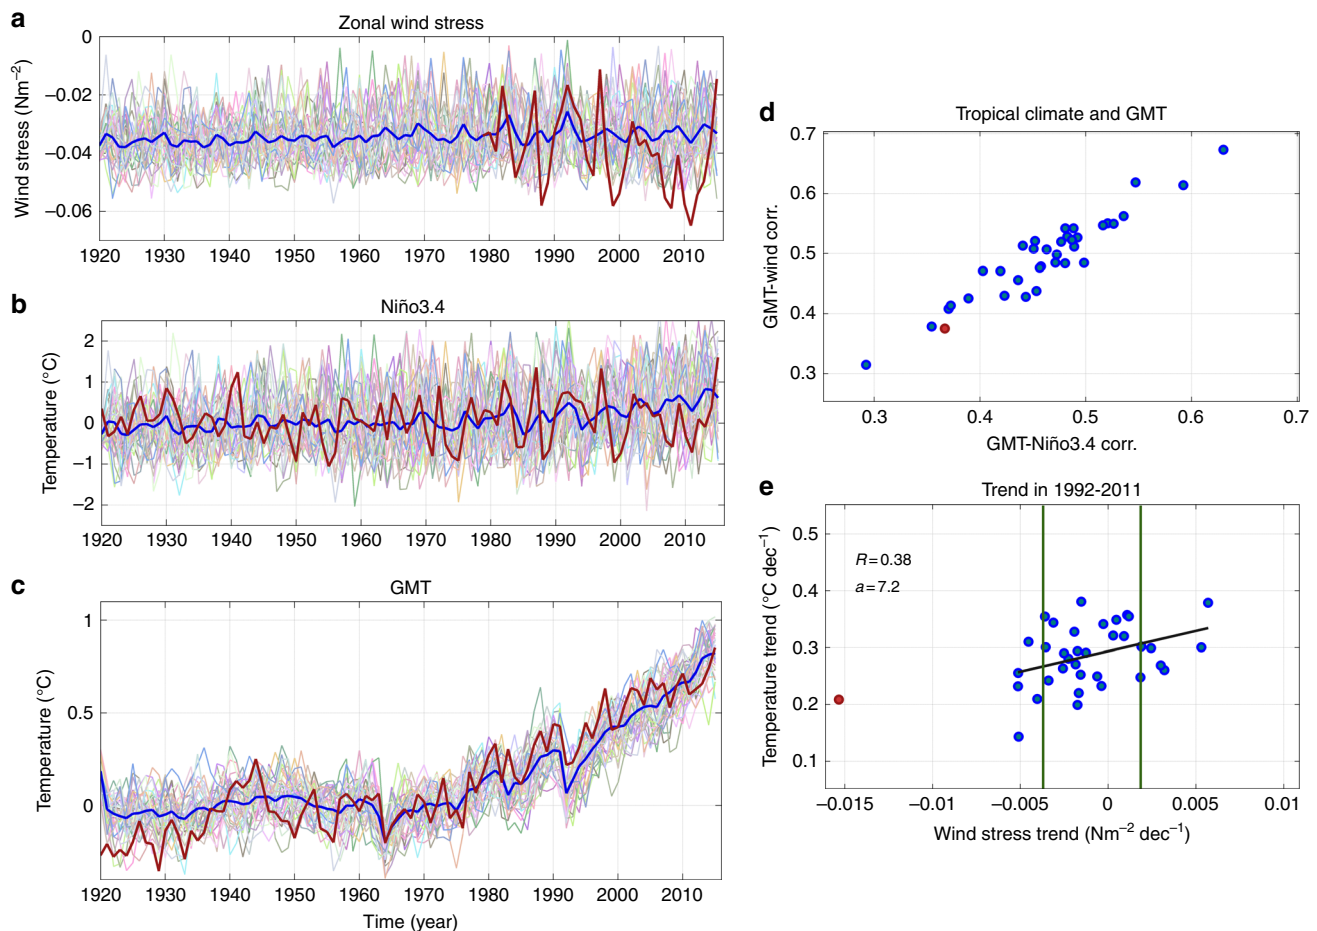 a
Zonal wind stress
Wind stress (Nm−2)
0
−0.02
−0.04
−0.06
1920 1930 1940 1950 1960 1970 1980 1990 2000 2010
b
Niño3.4
Temperature (°C)
2
1
0
−1
−2
1920 1930 1940 1950 1960 1970 1980 1990 2000 2010
c
GMT
Temperature (°C)
1
0.5
0
1920 1930 1940 1950 1960 1970 1980 1990 2000 2010
Time (year)
d
Tropical climate and GMT
GMT-wind corr.
0.7
0.6
0.5
0.4
0.3
0.3 0.4 0.5 0.6 0.7
GMT-Niño3.4 corr.
e
Trend in 1992-2011
Temperature trend (°C dec−1)
0.5
0.4
0.3
0.2
0.1
R=0.38
a=7.2
−0.015 −0.01 −0.005 0 0.005 0.01
Wind stress trend (Nm−2 dec−1)